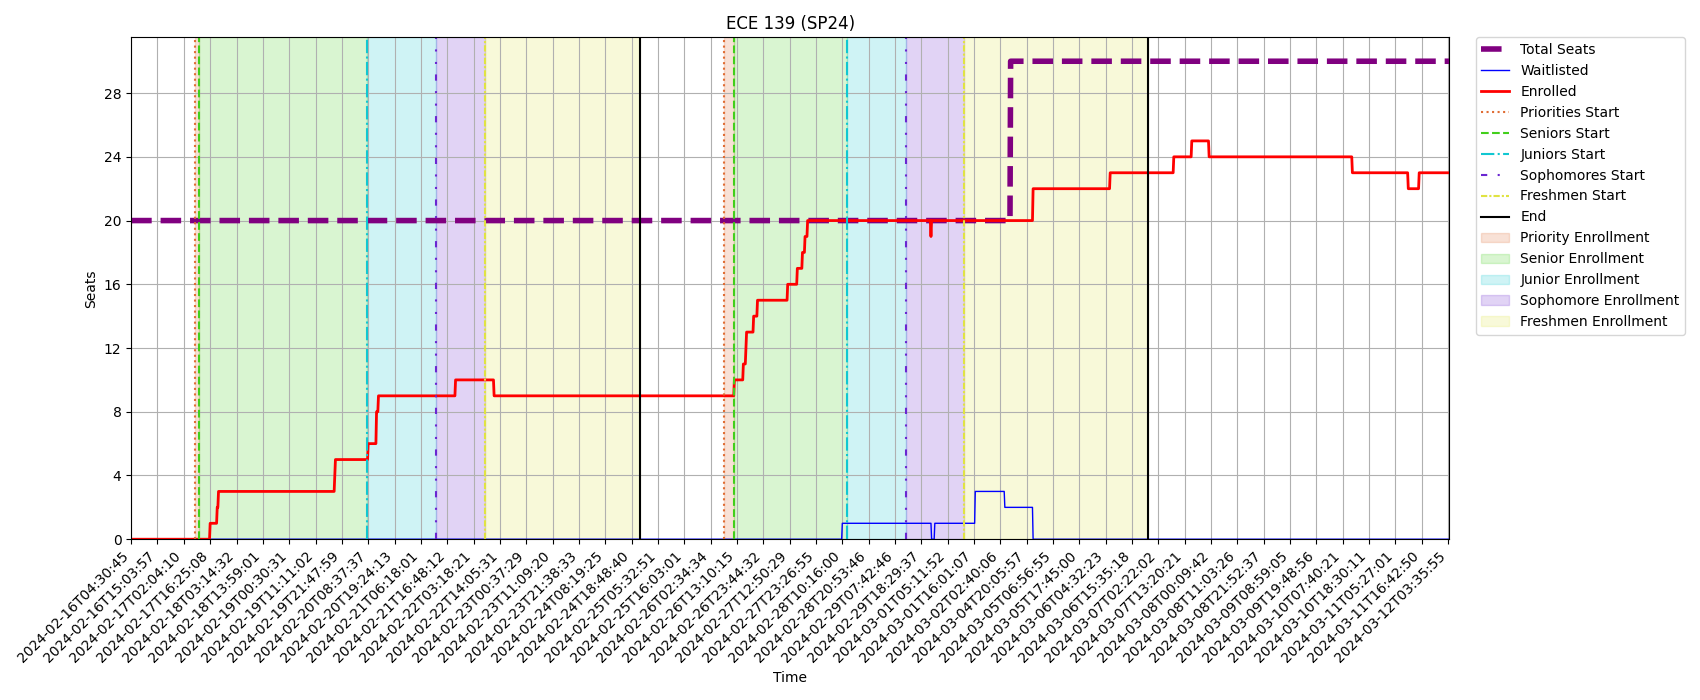 ECE 139 (SP24)
Total Seats
Waitlisted
Enrolled
Priorities Start
Seniors Start
Juniors Start
Sophomores Start
Freshmen Start
End
Priority Enrollment
Senior Enrollment
Junior Enrollment
Sophomore Enrollment
Freshmen Enrollment
Seats
28
24
20
16
12
8
4
0
2024-02-16T04:30:45
2024-02-16T15:03:57
2024-02-17T02:04:10
2024-02-17T16:25:08
2024-02-18T03:14:32
2024-02-18T13:59:01
2024-02-19T00:30:31
2024-02-19T11:11:02
2024-02-19T21:47:59
2024-02-20T08:37:37
2024-02-20T19:24:13
2024-02-21T06:18:01
2024-02-21T16:48:12
2024-02-22T03:18:21
2024-02-22T14:05:31
2024-02-23T00:37:29
2024-02-23T11:09:20
2024-02-23T21:38:33
2024-02-24T08:19:25
2024-02-24T18:48:40
2024-02-25T05:32:51
2024-02-25T16:03:01
2024-02-26T02:34:34
2024-02-26T13:10:15
2024-02-26T23:44:32
2024-02-27T12:50:29
2024-02-27T23:26:55
2024-02-28T10:16:00
2024-02-28T20:53:46
2024-02-29T07:42:46
2024-02-29T18:29:37
2024-03-01T05:11:52
2024-03-01T16:01:07
2024-03-02T02:40:06
2024-03-04T20:05:57
2024-03-05T06:56:55
2024-03-05T17:45:00
2024-03-06T04:32:23
2024-03-06T15:35:18
2024-03-07T02:22:02
2024-03-07T13:20:21
2024-03-08T00:09:42
2024-03-08T11:03:26
2024-03-08T21:52:37
2024-03-09T08:59:05
2024-03-09T19:48:56
2024-03-10T07:40:21
2024-03-10T18:30:11
2024-03-11T05:27:01
2024-03-11T16:42:50
2024-03-12T03:35:55
Time